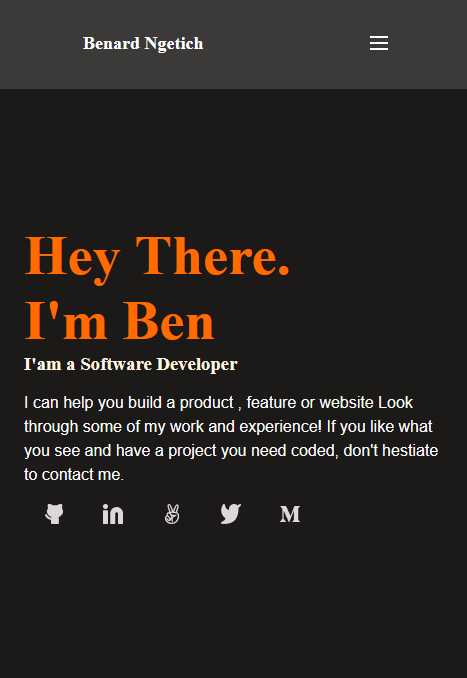 Benard Ngetich
Hey There.
I'm Ben
I'am a Software Developer
I can help you build a product , feature or website Look
through some of my work and experience! If you like what
you see and have a project you need coded, don't hestiate
to contact me.